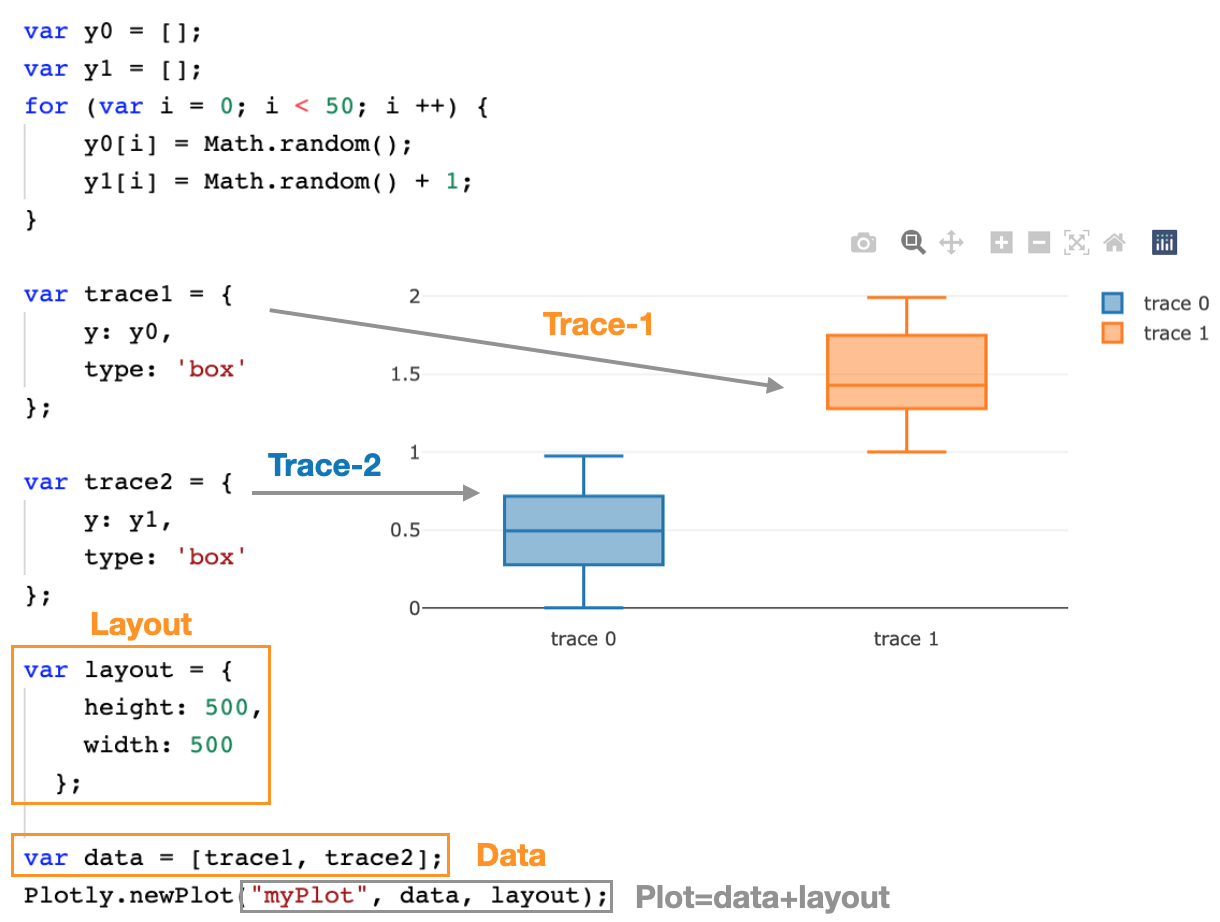 var y0 = [];
var y1 = [];
for (var i = 0; i < 50; i ++) {
y0[i] = Math.random();
y1[i] = Math.random() + 1;
}
var trace1 = {
y: y0,
type: 'box'
};
var trace2 = {
y: y1,
type: 'box'
};
Layout
var layout = {
height: 500,
width: 500
};
var data = [trace1, trace2];
Data
Plotly.newPlot("myPlot", data, layout);
Plot=data+layout
Trace-1
Trace-2
2
1.5
1
0.5
0
trace 0
trace 1
trace 0
trace 1